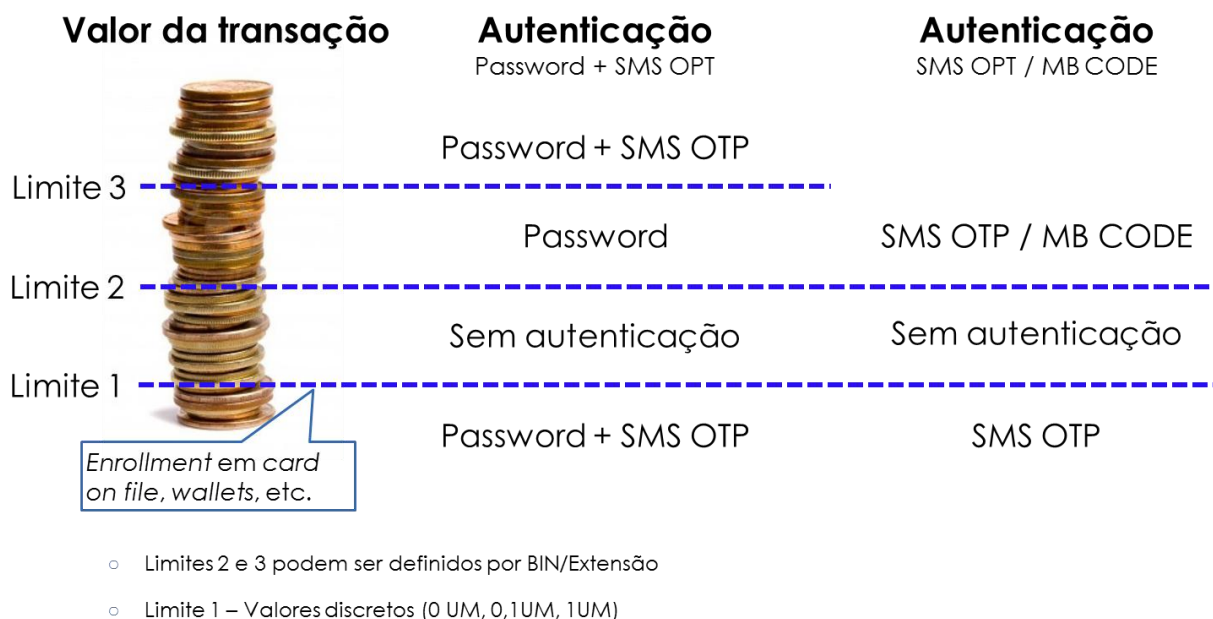 Valor da transação
Autenticação
Password + SMS OPT
Autenticação
SMS OPT / MB CODE
Password + SMS OTP
Limite 3
Password
SMS OTP / MB CODE
Limite 2
Sem autenticação
Sem autenticação
Limite 1
Password + SMS OTP
SMS OTP
Enrollment em card
on file, wallets, etc.
Limites 2 e 3 podem ser definidos por BIN/Extensão
Limite 1 – Valores discretos (0 UM, 0,1UM, 1UM)